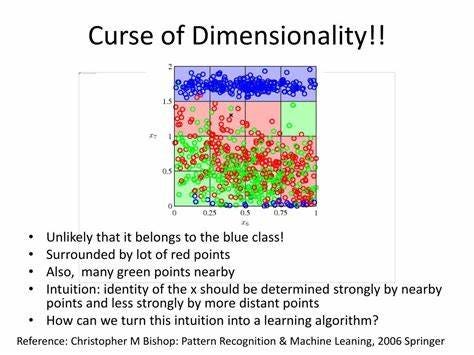 Curse of Dimensionality!!
2
1.5
x7
1
0.5
0
0 0.25 0.5 0.75 1
x6
• Unlikely that it belongs to the blue class!
• Surrounded by lot of red points
• Also, many green points nearby
• Intuition: identity of the x should be determined strongly by nearby
points and less strongly by more distant points
• How can we turn this intuition into a learning algorithm?
Reference: Christopher M Bishop: Pattern Recognition & Machine Leaning, 2006 Springer